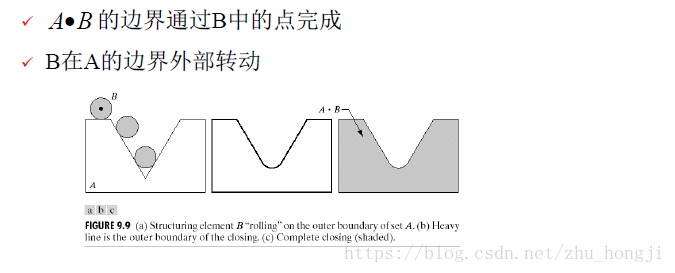 ✓ A•B 的边界通过B中的点完成
✓ B在A的边界外部转动
B
A • B
A
a b c
FIGURE 9.9 (a) Structuring element B “rolling” on the outer boundary of set A. (b) Heavy
line is the outer boundary of the closing. (c) Complete closing (shaded).
https://blog.csdn.net/zhu_hongji